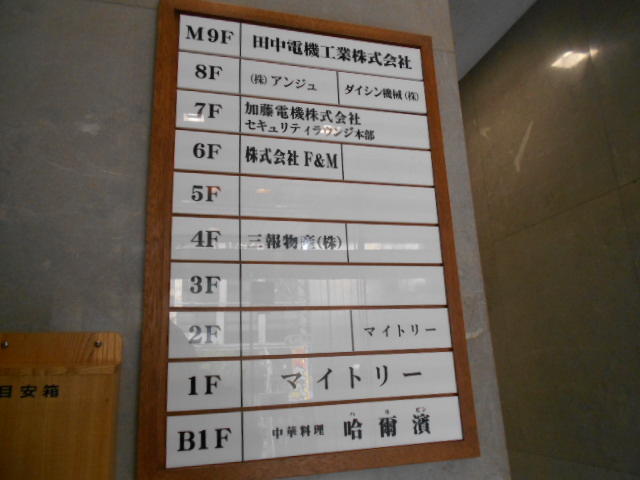 M9F 田中電機工業株式会社
8F (株)アンジュ ダイシン機械(株)
7F 加藤電機株式会社
セキュリティラウンジ本部
6F 株式会社 F&M
5F
4F 三報物産(株)
3F
2F マイトリー
1F マイトリー
B1F 中華料理 哈爾濱
ハルピン
目安箱